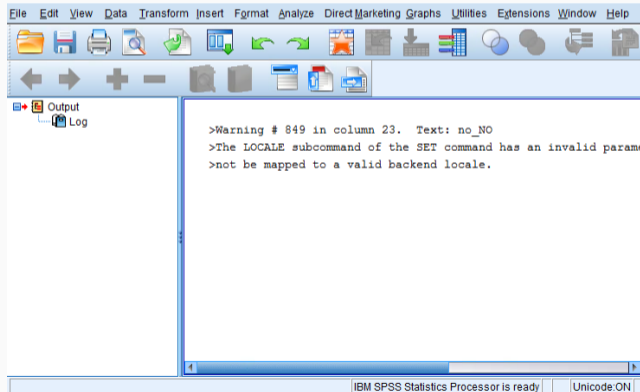 File Edit View Data Transform Insert Format Analyze Direct Marketing Graphs Utilities Extensions Window Help
Output
Log
>Warning # 849 in column 23. Text: no_NO
>The LOCALE subcommand of the SET command has an invalid parame
>not be mapped to a valid backend locale.
IBM SPSS Statistics Processor is ready Unicode:ON